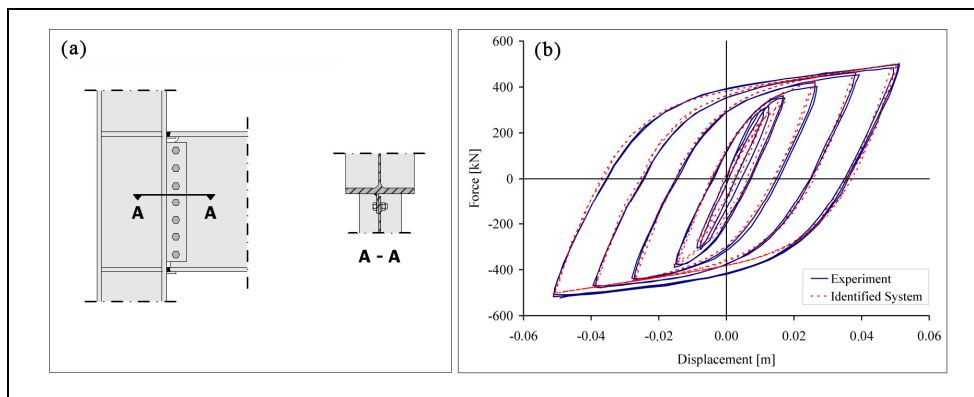 (a)
A
A
A - A
(b)
600
400
200
0
-200
-400
-600
Force [kN]
-0.06
-0.04
-0.02
0.00
0.02
0.04
0.06
Displacement [m]
Experiment
Identified System